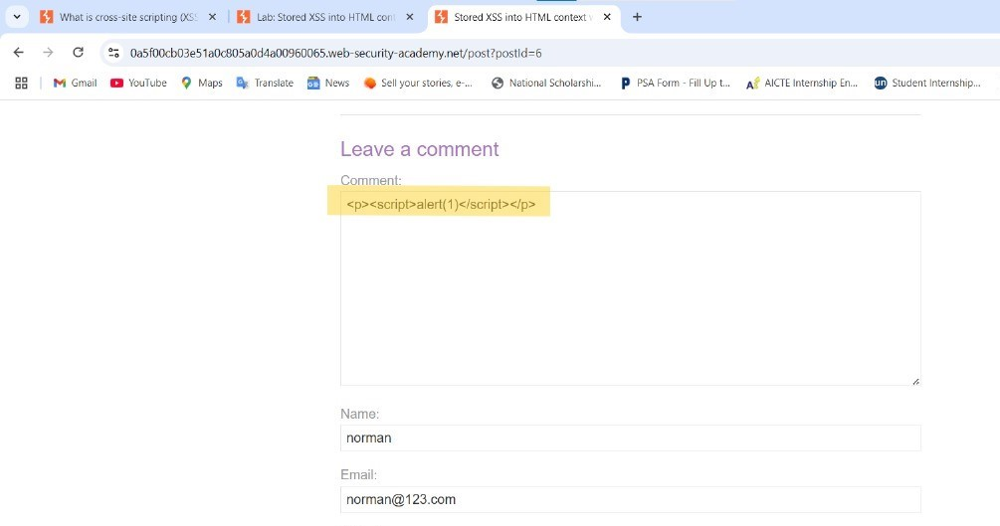 What is cross-site scripting (XS
Lab: Stored XSS into HTML cont
Stored XSS into HTML context
0a5f00cb03e51a0c805a0d4a00960065.web-security-academy.net/post?postId=6
Gmail YouTube Maps Translate News Sell your stories, e-... National Scholarshi... PSA Form - Fill Up t... AICTE Internship En... un Student Internship...
Leave a comment
Comment:
<p><script>alert(1)</script></p>
Name:
norman
Email:
norman@123.com